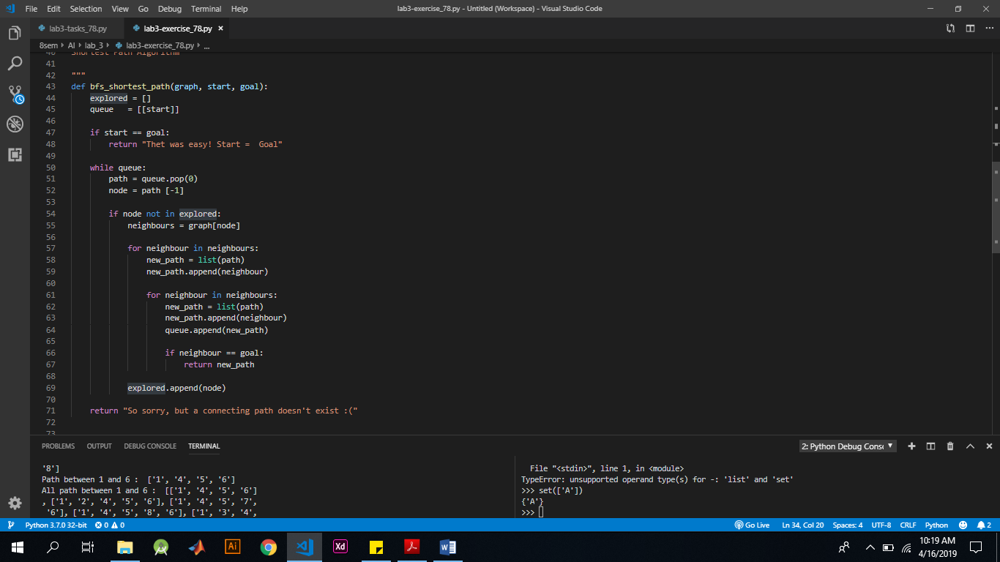 File Edit Selection View Go Debug Terminal Help
lab3-exercise_78.py - Untitled (Workspace) - Visual Studio Code
lab3-tasks_78.py
lab3-exercise_78.py ×
8sem › AI › lab_3 › lab3-exercise_78.py › ...
40 Shortest Path Algorithm
41
42 """
43 def bfs_shortest_path(graph, start, goal):
44     explored = []
45     queue   = [[start]]
46
47     if start == goal:
48         return "Thet was easy! Start =  Goal"
49
50     while queue:
51         path = queue.pop(0)
52         node = path [-1]
53
54         if node not in explored:
55             neighbours = graph[node]
56
57             for neighbour in neighbours:
58                 new_path = list(path)
59                 new_path.append(neighbour)
60
61                 for neighbour in neighbours:
62                     new_path = list(path)
63                     new_path.append(neighbour)
64                     queue.append(new_path)
65
66                     if neighbour == goal:
67                         return new_path
68
69             explored.append(node)
70
71     return "So sorry, but a connecting path doesn't exist :("
72
73
PROBLEMS OUTPUT DEBUG CONSOLE TERMINAL
2: Python Debug Conso
'8']
Path between 1 and 6 :  ['1', '4', '5', '6']
All path between 1 and 6 :  [['1', '4', '5', '6']
, ['1', '2', '4', '5', '6'], ['1', '4', '5', '7',
 '6'], ['1', '4', '5', '8', '6'], ['1', '3', '4',
  File "<stdin>", line 1, in <module>
TypeError: unsupported operand type(s) for -: 'list' and 'set'
>>> set(['A'])
{'A'}
>>>
Python 3.7.0 32-bit 0 0
Go Live Ln 34, Col 20 Spaces: 4 UTF-8 CRLF Python 2
Ai
Xd
10:19 AM
4/16/2019